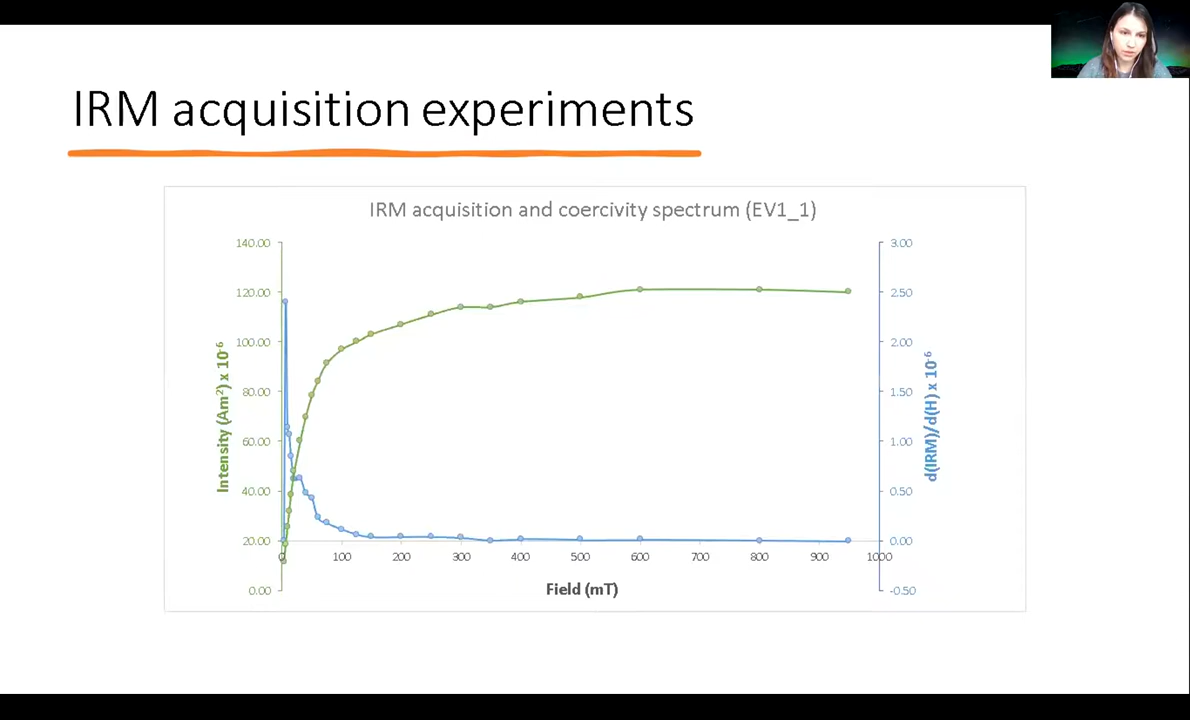 IRM acquisition experiments
IRM acquisition and coercivity spectrum (EV1_1)
140.00
120.00
100.00
80.00
60.00
40.00
20.00
0.00
Intensity (Am²) x 10⁻⁶
3.00
2.50
2.00
1.50
1.00
0.50
0.00
-0.50
d(IRM)/d(H) x 10⁻⁶
0 100 200 300 400 500 600 700 800 900 1000
Field (mT)